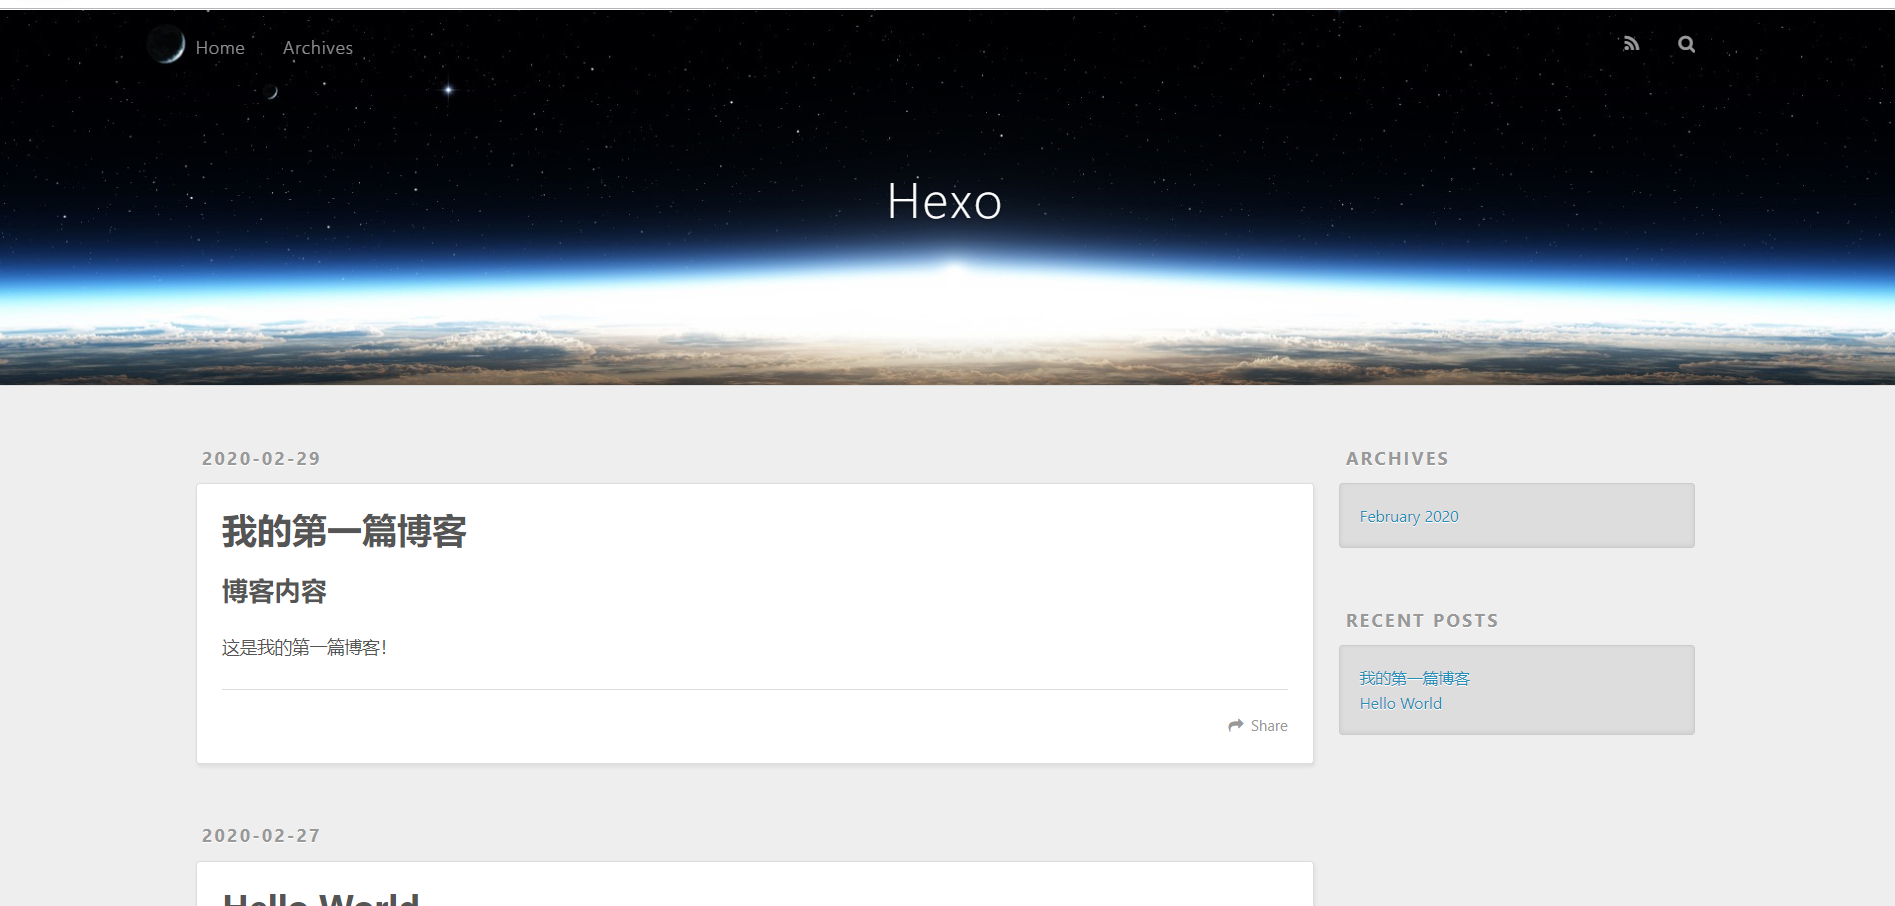 Home Archives
Hexo
2020-02-29
我的第一篇博客
博客内容
这是我的第一篇博客！
Share
2020-02-27
Hello World
ARCHIVES
February 2020
RECENT POSTS
我的第一篇博客
Hello World